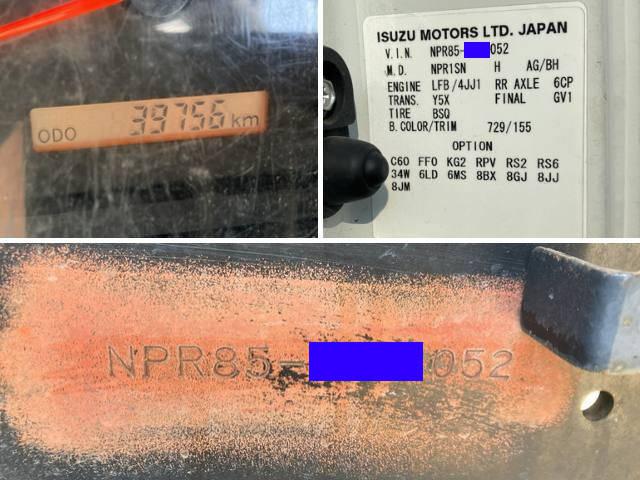 ODO 39756 km
ISUZU MOTORS LTD. JAPAN
V.I.N. NPR85- 052
M.D. NPR1SN H AG/BH
ENGINE LFB/4JJ1 RR AXLE 6CP
TRANS. Y5X FINAL GV1
TIRE BSQ
B.COLOR/TRIM 729/155
OPTION
C60 FF0 KG2 RPV RS2 RS6
34W 6LD 6MS 8BX 8GJ 8JJ
8JM
NPR85- 052